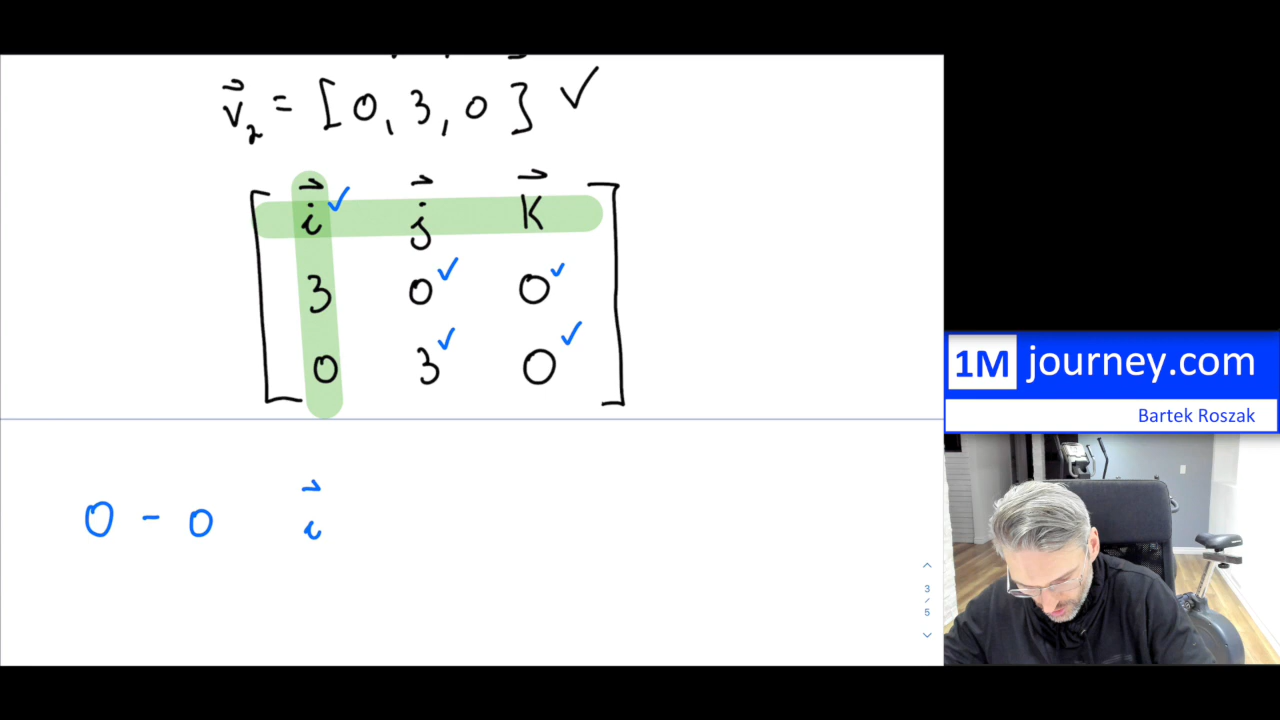 v⃗₂ = [0, 3, 0] ✓
i⃗ ✓ j⃗ K⃗
3 0 ✓ 0 ✓
0 3 ✓ 0 ✓
0 - 0 i⃗
3
/
5
1M journey.com
Bartek Roszak